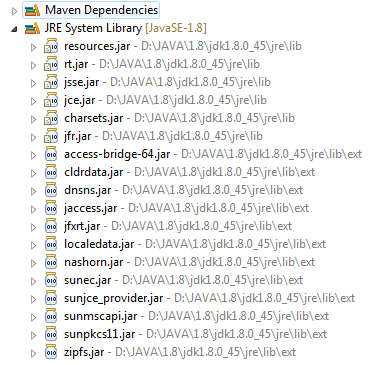 Maven Dependencies
JRE System Library [JavaSE-1.8]
resources.jar - D:\JAVA\1.8\jdk1.8.0_45\jre\lib
rt.jar - D:\JAVA\1.8\jdk1.8.0_45\jre\lib
jsse.jar - D:\JAVA\1.8\jdk1.8.0_45\jre\lib
jce.jar - D:\JAVA\1.8\jdk1.8.0_45\jre\lib
charsets.jar - D:\JAVA\1.8\jdk1.8.0_45\jre\lib
jfr.jar - D:\JAVA\1.8\jdk1.8.0_45\jre\lib
access-bridge-64.jar - D:\JAVA\1.8\jdk1.8.0_45\jre\lib\ext
cldrdata.jar - D:\JAVA\1.8\jdk1.8.0_45\jre\lib\ext
dnsns.jar - D:\JAVA\1.8\jdk1.8.0_45\jre\lib\ext
jaccess.jar - D:\JAVA\1.8\jdk1.8.0_45\jre\lib\ext
jfxrt.jar - D:\JAVA\1.8\jdk1.8.0_45\jre\lib\ext
localedata.jar - D:\JAVA\1.8\jdk1.8.0_45\jre\lib\ext
nashorn.jar - D:\JAVA\1.8\jdk1.8.0_45\jre\lib\ext
sunec.jar - D:\JAVA\1.8\jdk1.8.0_45\jre\lib\ext
sunjce_provider.jar - D:\JAVA\1.8\jdk1.8.0_45\jre\lib\ext
sunmscapi.jar - D:\JAVA\1.8\jdk1.8.0_45\jre\lib\ext
sunpkcs11.jar - D:\JAVA\1.8\jdk1.8.0_45\jre\lib\ext
zipfs.jar - D:\JAVA\1.8\jdk1.8.0_45\jre\lib\ext